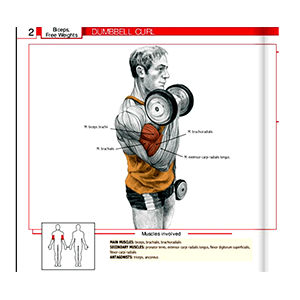 2
Biceps,
Free Weights
DUMBBELL CURL
M. biceps brachii
M. brachioradialis
M. brachialis
M. extensor carpi radialis longus
Muscles involved
MAIN MUSCLES: biceps, brachialis, brachioradialis.
SECONDARY MUSCLES: pronator teres, extensor carpi radialis longus, flexor digitorum superficialis,
flexor carpi radialis
ANTAGONISTS: triceps, anconeus